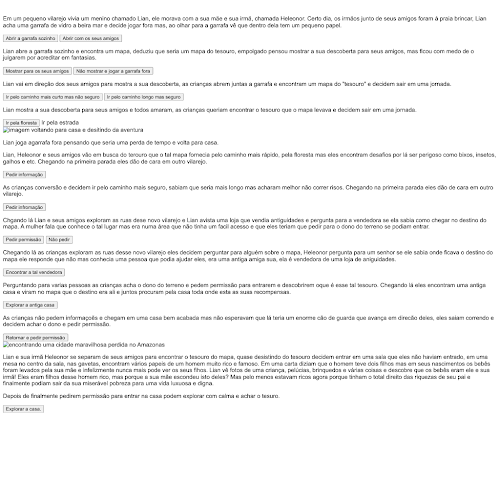 Em um pequeno vilarejo vivia um menino chamado Lian, ele morava com a sua mãe e sua irmã, chamada Heleonor. Certo dia, os irmãos junto de seus amigos foram à praia brincar, Lian
acha uma garrafa de vidro a beira mar e decide jogar fora mas, ao olhar para a garrafa vê que dentro dela tem um pequeno papel.
Abrir a garrafa sozinho Abrir com os amigos
Lian abre a garrafa sozinho e encontra um mapa, deduziu que seria um mapa do tesouro, empolgado pensou mostrar a sua descoberta para seus amigos, mas ficou com medo de o
julgarem por acreditar em fantasias.
Mostrar para os seus amigos Não mostrar e jogar a garrafa fora
Lian vai em direção dos seus amigos para mostra a sua descoberta, as crianças abrem juntas a garrafa e encontram um mapa do "tesouro" e decidem sair em uma jornada.
Ir pelo caminho mais curto mas não seguro Ir pelo caminho longo mas seguro
Lian mostra a sua descoberta para seus amigos e todos amaram, as crianças queriam encontrar o tesouro que o mapa levava e decidem sair em uma jornada.
Ir pela floresta Ir pela estrada
imagem voltando para casa e desitindo da aventura
Lian joga agarrafa fora pensando que seria uma perda de tempo e volta para casa.
Lian, Heleonor e seus amigos vão em busca do terouro que o tal mapa fornecia pelo caminho mais rápido, pela floresta mas eles encontram desafios por lá ser perigoso como bixos, insetos,
galhos e etc. Chegando na primeira parada eles dão de cara em outro vilarejo.
Pedir informação
As crianças conversão e decidem ir pelo caminho mais seguro, sabiam que seria mais longo mas acharam melhor não correr risos. Chegando na primeira parada eles dão de cara em outro
vilarejo.
Pedir infromação
Chgando lá Lian e seus amigos exploram as ruas desse novo vilarejo e Lian avista uma loja que vendia antiguidades e pergunta para a vendedora se ela sabia como chegar no destino do
mapa. A mulher fala que conhece o tal lugar mas era numa área que não tinha um fácil acesso e que eles teriam que pedir para o dono do terreno se podiam entrar.
Pedir permissão Não pedir
Chegando lá as crianças exploram as ruas desse novo vilarejo eles decidem perguntar para alguém sobre o mapa, Heleonor pergunta para um senhor se ele sabia onde ficava o destino do
mapa ele responde que não mas conhecia uma pessoa que podia ajudar eles, era uma antiga amiga sua, ela é vendedora de uma loja de aniguidades.
Encontrar a tal vendedora
Perguntando para varias pessoas as crianças acha o dono do terreno e pedem permissão para entrarem e descobrirem oque é esse tal tesouro. Chegando lá eles encontram uma antiga
casa e viram no mapa que o destino era ali e juntos procuram pela casa toda onde esta as suas recompensas.
Explorar a antiga casa
As crianças não pedem informaçoẽs e chegam em uma casa bem acabada mas não esperavam que lá teria um enorme cão de guarde que avança em direcão deles, eles saiam correndo e
decidem achar o dono e pedir permissão.
Retornar e pedir permissão
encontrando uma cidade maravilhosa perdida no Amazonas
Lian e sua irmã Heleonor se separam de seus amigos para encontrar o tesouro do mapa, quase desistindo do tesouro decidem entrar em uma sala que eles não haviam entrado, em uma
mesa no centro da sala, nas gavetas, encontram vários papeis de um homem muito rico e famoso. Em uma carta diziam que o homem teve dois filhos mas em seus nascimentos os bebês
foram levados pela sua mãe e infelizmente nunca mais pode ver os seus filhos. Lian vê fotos de uma criança, pelúcias, brinquedos e várias coisas e descobre que os bebês eram ele e sua
irmã! Eles eram filhos desse homem rico, mas porque a sua mãe escondeu isto deles? Mas pelo menos estavam ricos agora porque tinham o total direito das riquezas de seu pai e
finalmente podiam sair da sua miserável pobreza para uma vida luxuosa e digna.
Depois de finalmente pedirem permissão para entrar na casa podem explorar com calma e achar o tesuro.
Explorar a casa.